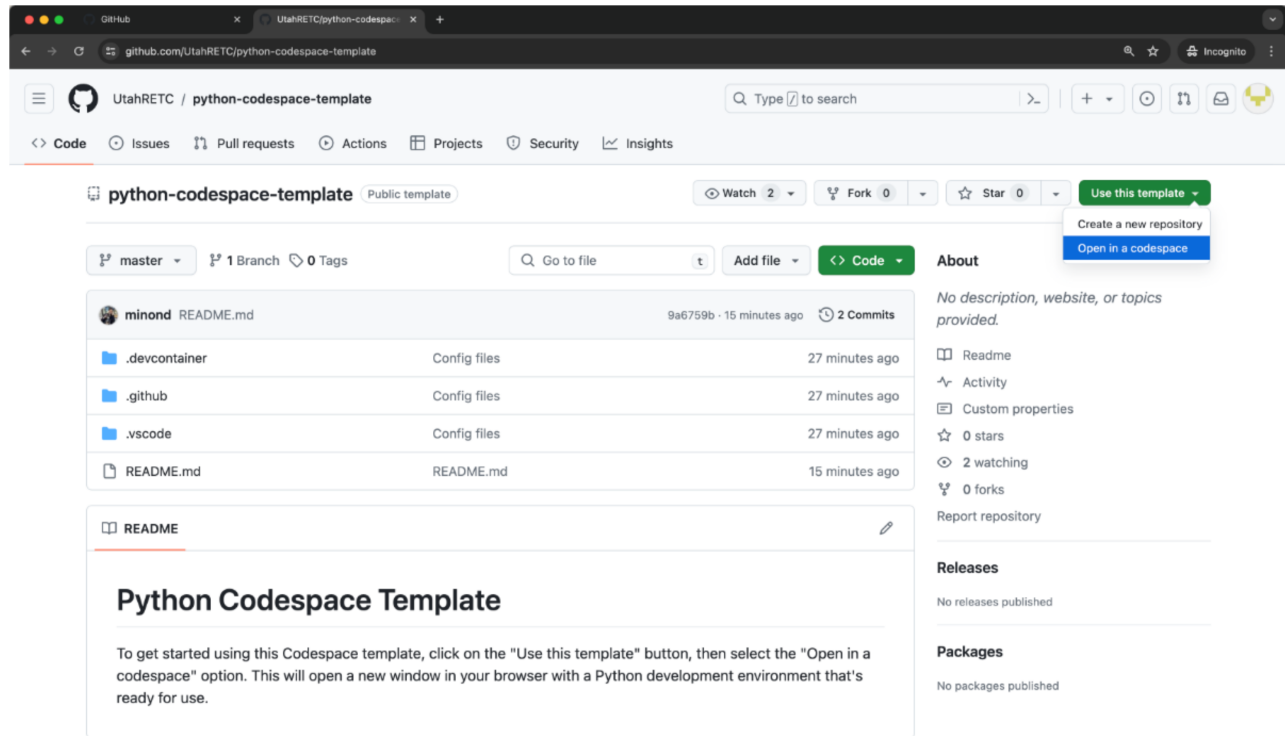 GitHub
UtahRETC/python-codespace
github.com/UtahRETC/python-codespace-template
Incognito
UtahRETC / python-codespace-template
Type / to search
Code Issues Pull requests Actions Projects Security Insights
python-codespace-template Public template
Watch 2 Fork 0 Star 0 Use this template
Create a new repository
Open in a codespace
master 1 Branch 0 Tags Go to file t Add file Code
About
No description, website, or topics
provided.
minond README.md 9a6759b · 15 minutes ago 2 Commits
.devcontainer Config files 27 minutes ago
.github Config files 27 minutes ago
.vscode Config files 27 minutes ago
README.md README.md 15 minutes ago
Readme
Activity
Custom properties
0 stars
2 watching
0 forks
Report repository
README
Python Codespace Template
To get started using this Codespace template, click on the "Use this template" button, then select the "Open in a
codespace" option. This will open a new window in your browser with a Python development environment that's
ready for use.
Releases
No releases published
Packages
No packages published